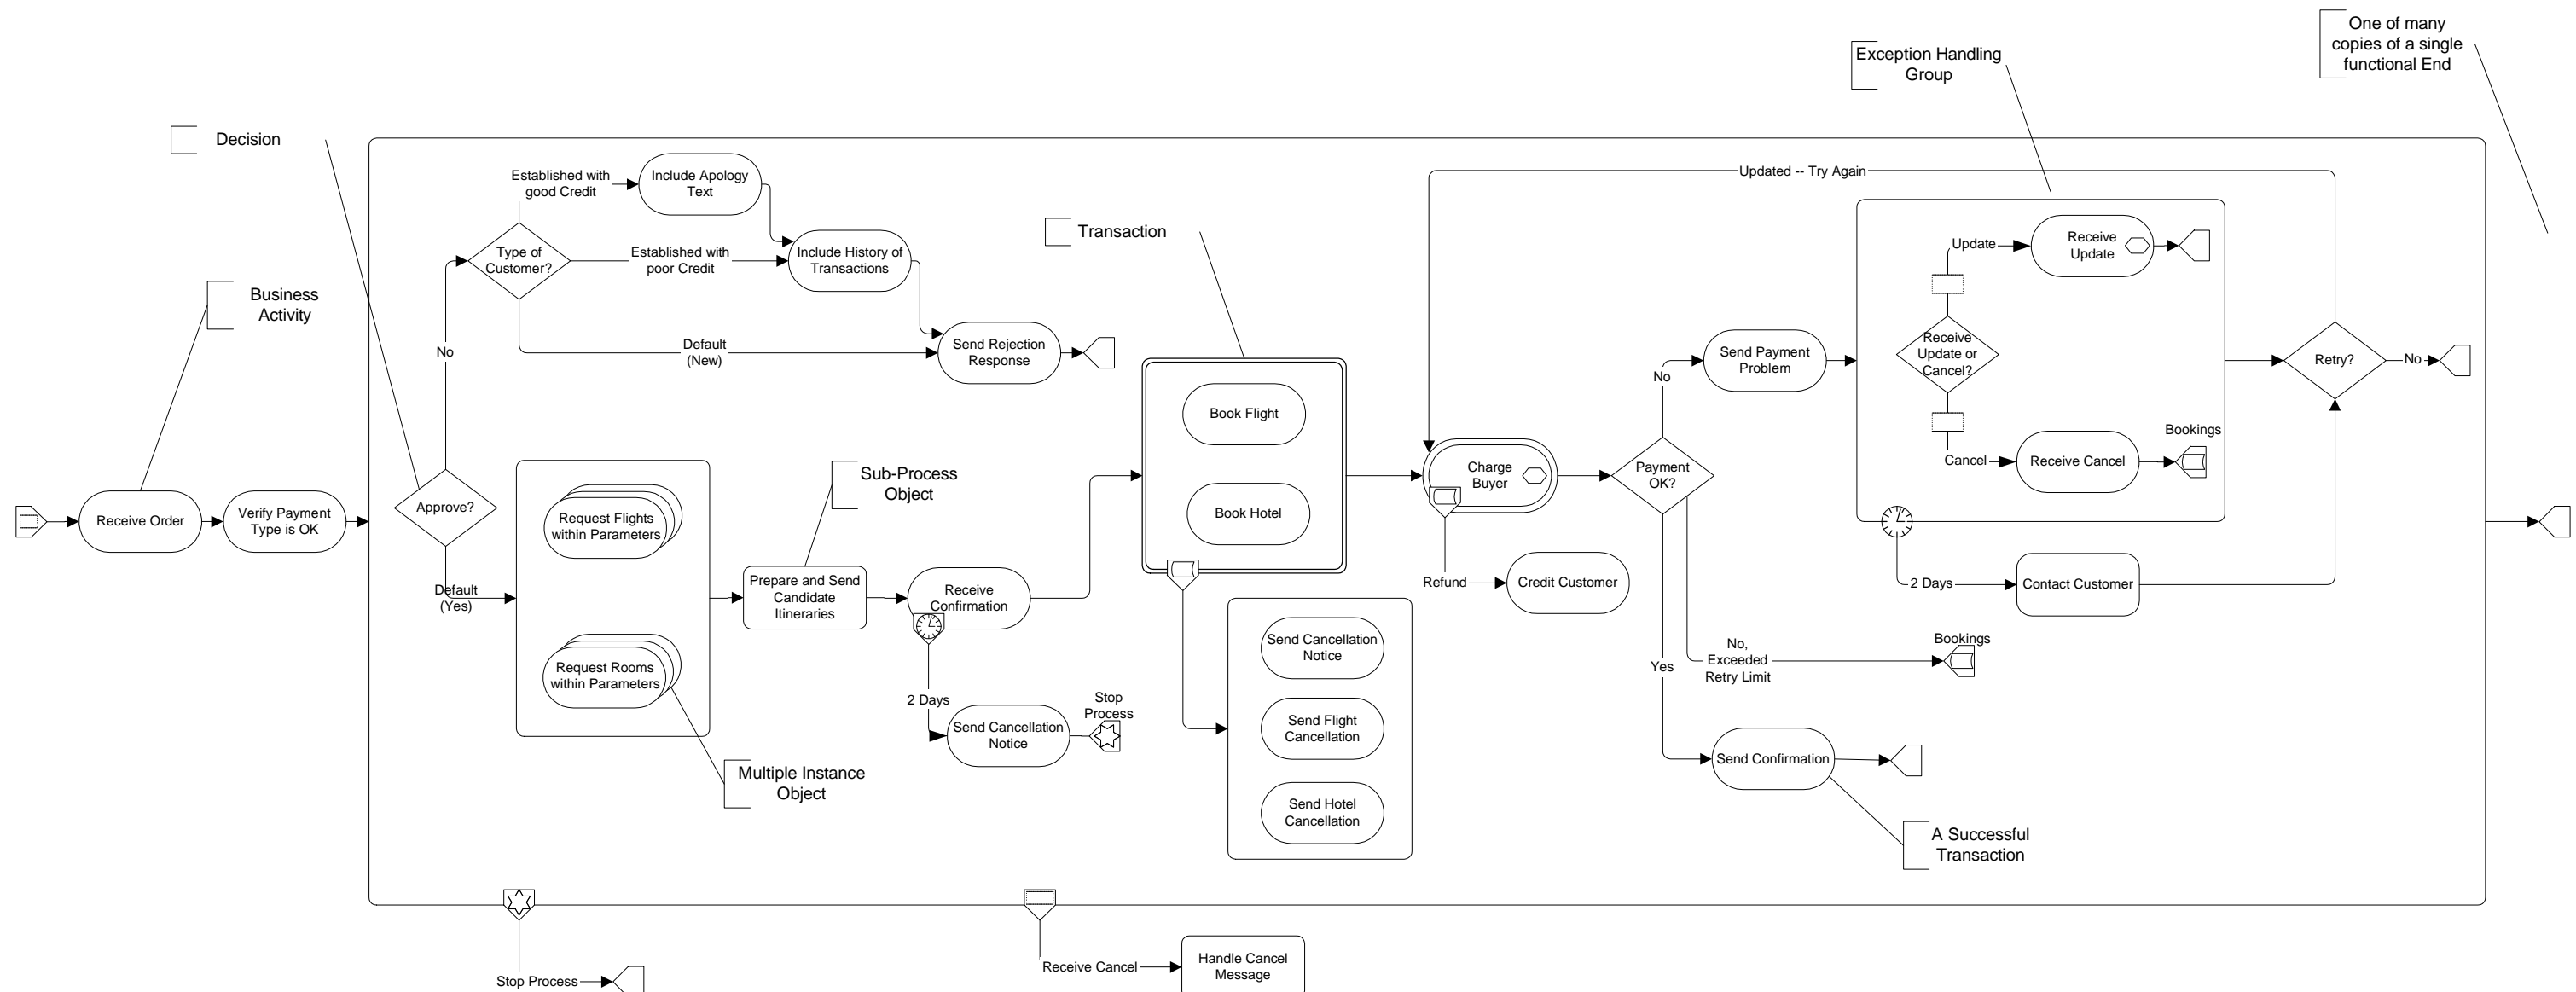 One of many
copies of a single
functional End
Exception Handling
Group
Decision
Established with
good Credit
Include Apology
Text
Updated -- Try Again
Transaction
Type of
Customer?
Established with
poor Credit
Include History of
Transactions
Update
Receive
Update
Business
Activity
No
Default
(New)
Send Rejection
Response
Send Payment
Problem
Receive
Update or
Cancel?
Retry?
No
No
Book Flight
Bookings
Cancel
Receive Cancel
Sub-Process
Object
Charge
Buyer
Payment
OK?
Receive Order
Verify Payment
Type is OK
Approve?
Request Flights
within Parameters
Book Hotel
Default
(Yes)
Prepare and Send
Candidate
Itineraries
Receive
Confirmation
Refund
Credit Customer
2 Days
Contact Customer
Request Rooms
within Parameters
Send Cancellation
Notice
Yes
No,
Exceeded
Retry Limit
Bookings
2 Days
Stop
Process
Send Cancellation
Notice
Send Flight
Cancellation
Send Confirmation
Multiple Instance
Object
Send Hotel
Cancellation
A Successful
Transaction
Stop Process
Receive Cancel
Handle Cancel
Message